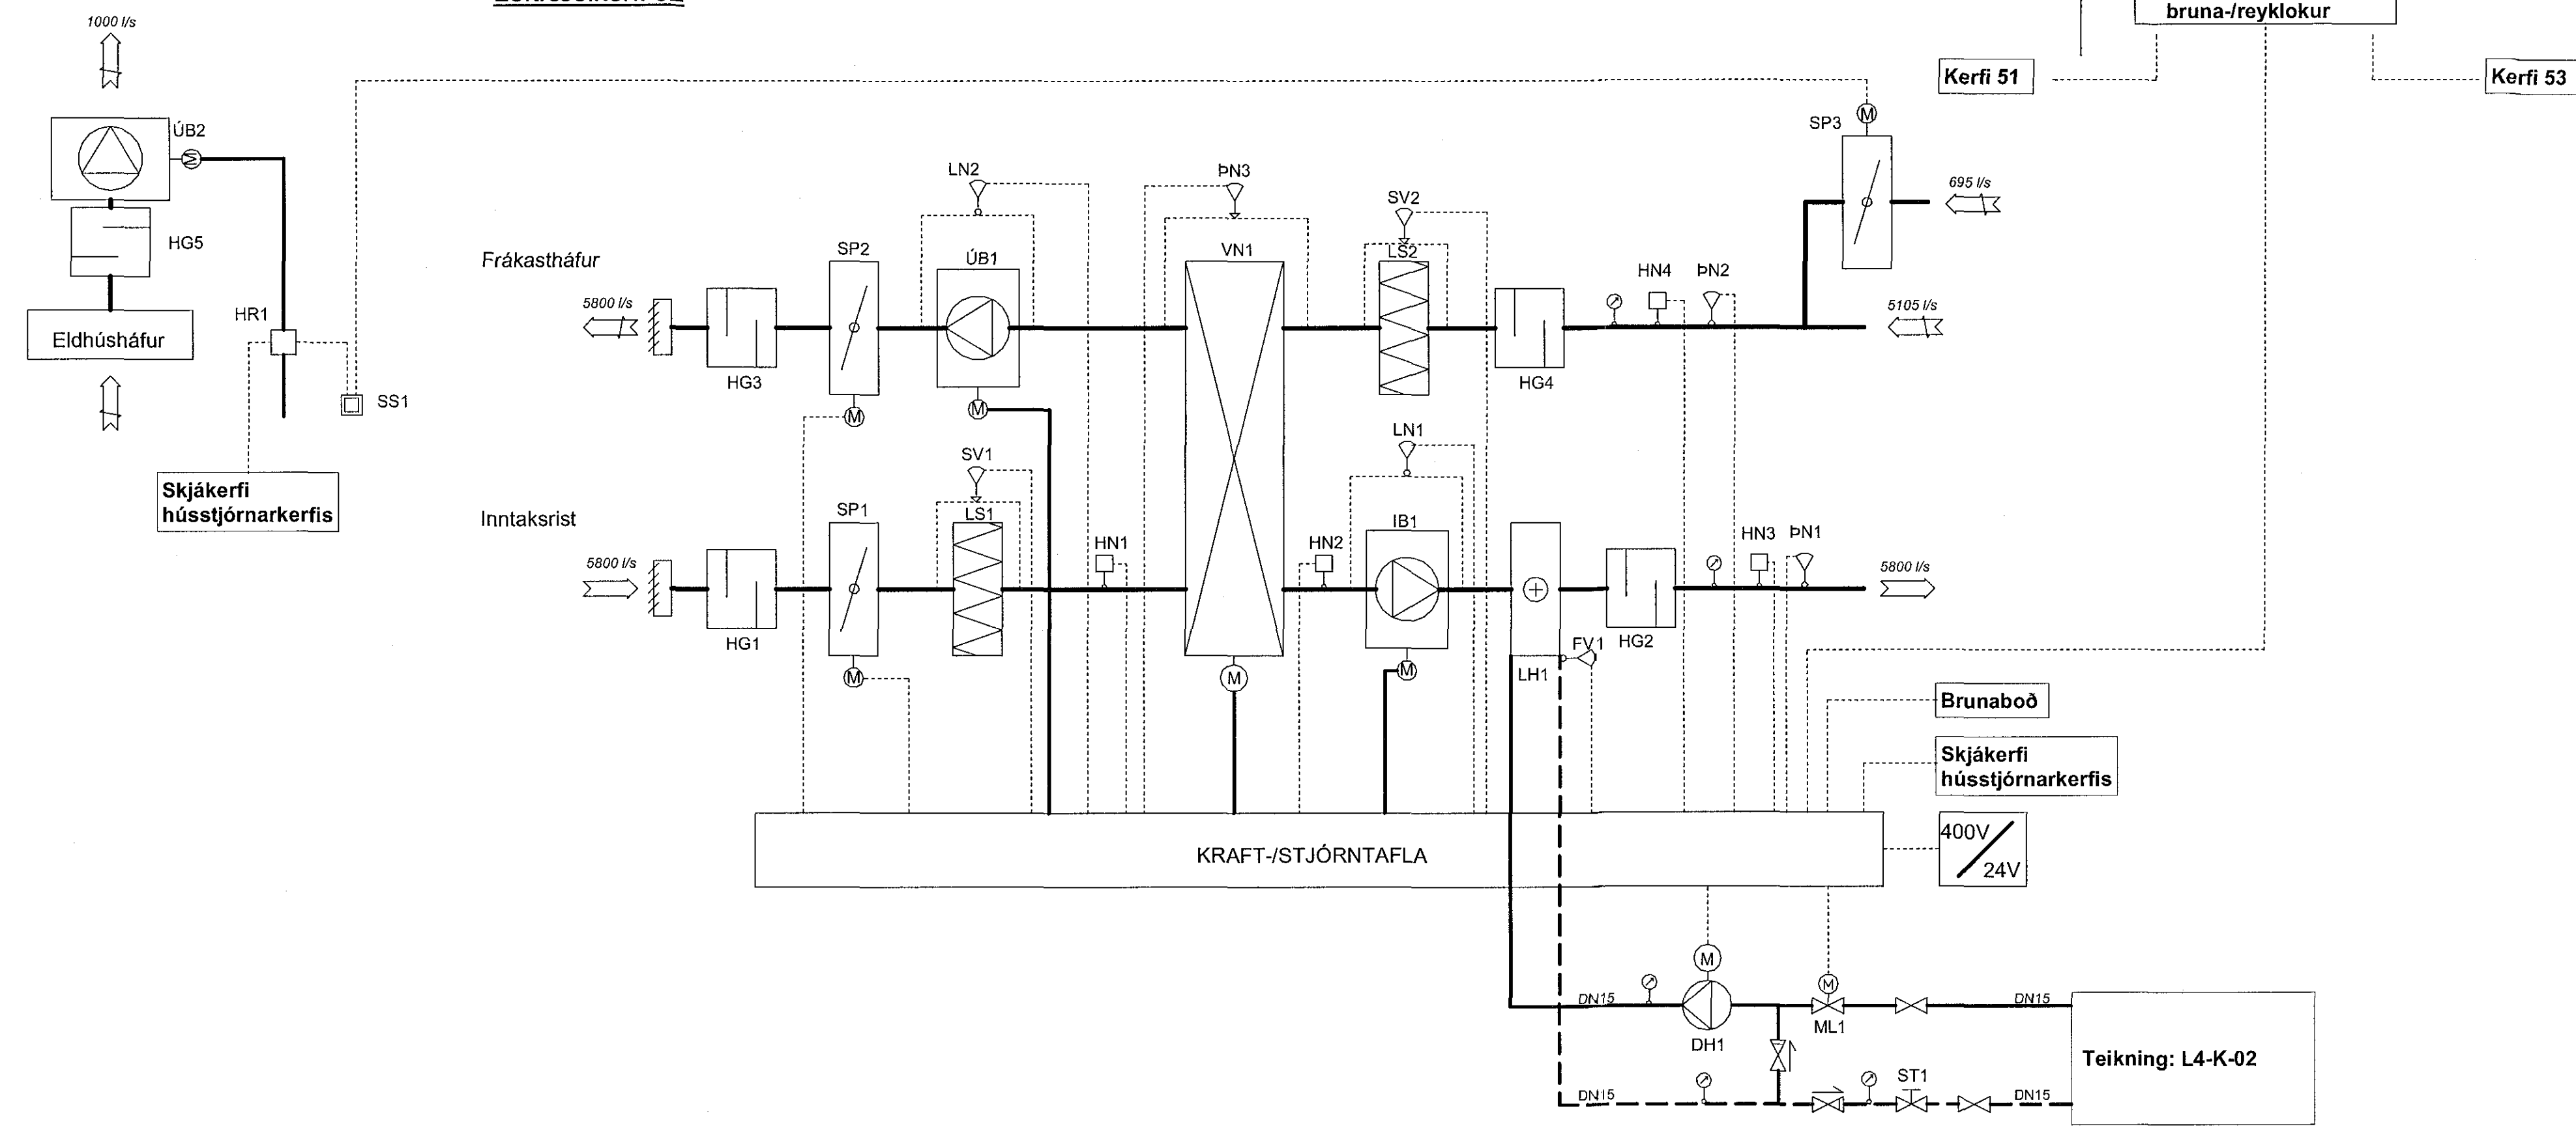 1000 l/s
bruna-/reyklokur
Kerfi 51
Kerfi 53
ÚB2
SP3
M
M
LN2
ÞN3
695 l/s
SV2
HG5
Frákastháfur
SP2
ÚB1
VN1
LS2
HN4
ÞN2
HR1
5800 l/s
5105 l/s
Eldhúsháfur
HG3
HG4
SS1
M
M
LN1
SV1
Skjákerfi
hússtjórnarkerfis
Inntaksrist
SP1
LS1
IB1
HN1
HN2
HN3
ÞN1
5800 l/s
5800 l/s
HG1
HG2
FV1
LH1
M
M
M
Brunaboð
Skjákerfi
hússtjórnarkerfis
KRAFT-/STJÓRNTAFLA
400V
24V
M
M
DN15
DN15
DH1
ML1
Teikning: L4-K-02
ST1
DN15
DN15